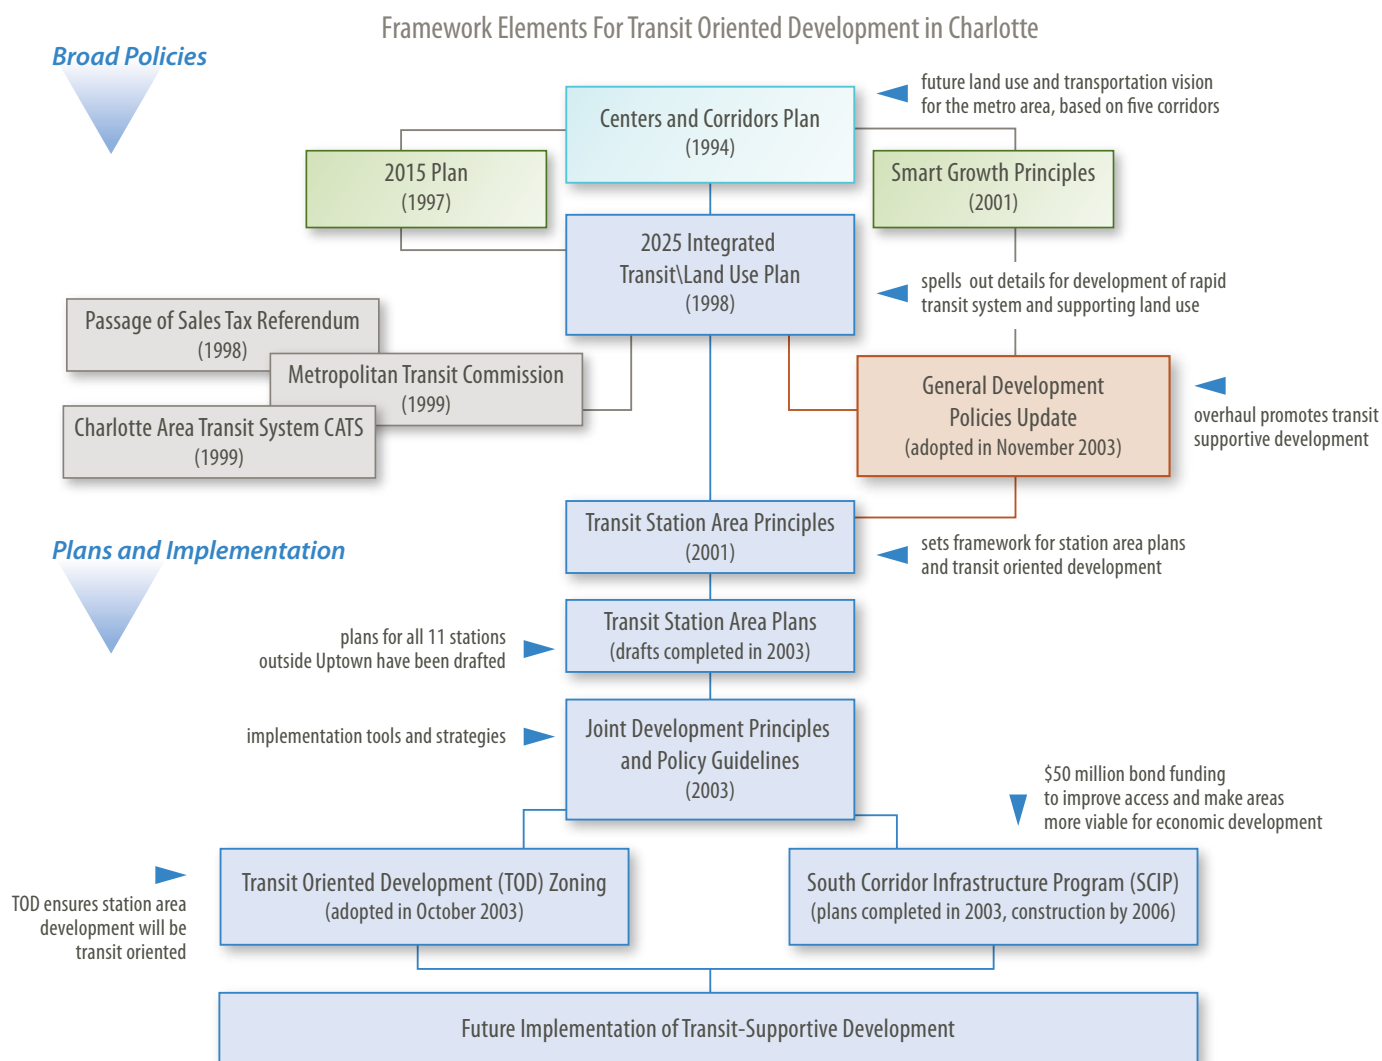 Framework Elements For Transit Oriented Development in Charlotte
Broad Policies
Centers and Corridors Plan
(1994)
future land use and transportation vision
for the metro area, based on five corridors
2015 Plan
(1997)
Smart Growth Principles
(2001)
2025 Integrated
Transit\Land Use Plan
(1998)
spells out details for development of rapid
transit system and supporting land use
Passage of Sales Tax Referendum
(1998)
Metropolitan Transit Commission
(1999)
Charlotte Area Transit System CATS
(1999)
General Development
Policies Update
(adopted in November 2003)
overhaul promotes transit
supportive development
Plans and Implementation
Transit Station Area Principles
(2001)
sets framework for station area plans
and transit oriented development
Transit Station Area Plans
(drafts completed in 2003)
plans for all 11 stations
outside Uptown have been drafted
Joint Development Principles
and Policy Guidelines
(2003)
implementation tools and strategies
$50 million bond funding
to improve access and make areas
more viable for economic development
Transit Oriented Development (TOD) Zoning
(adopted in October 2003)
TOD ensures station area
development will be
transit oriented
South Corridor Infrastructure Program (SCIP)
(plans completed in 2003, construction by 2006)
Future Implementation of Transit-Supportive Development